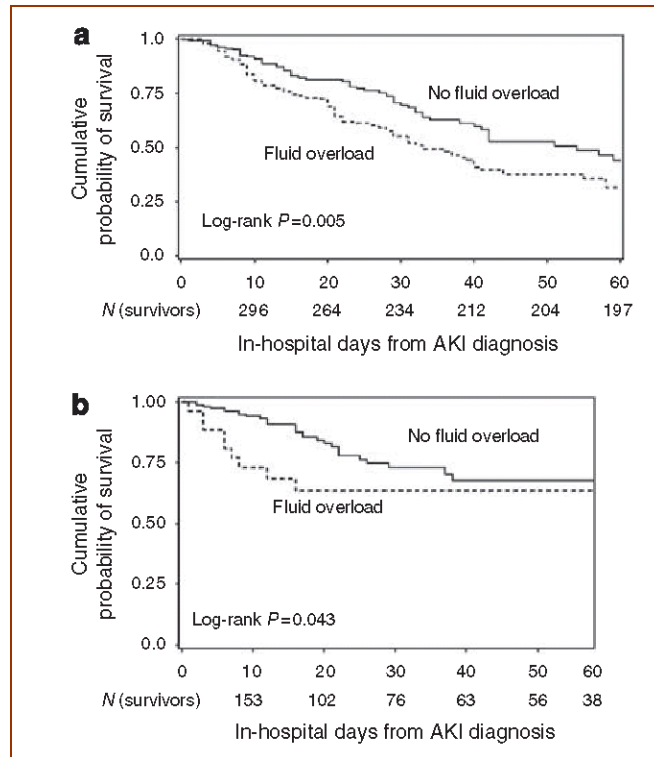 a
1.0
0.75
0.50
0.25
0.0
Cumulative
probability of survival
No fluid overload
Fluid overload
Log-rank P=0.005
0 10 20 30 40 50 60
N (survivors) 296 264 234 212 204 197
In-hospital days from AKI diagnosis
b
1.00
0.75
0.50
0.25
0.0
Cumulative
probability of survival
No fluid overload
Fluid overload
Log-rank P=0.043
0 10 20 30 40 50 60
N (survivors) 153 102 76 63 56 38
In-hospital days from AKI diagnosis